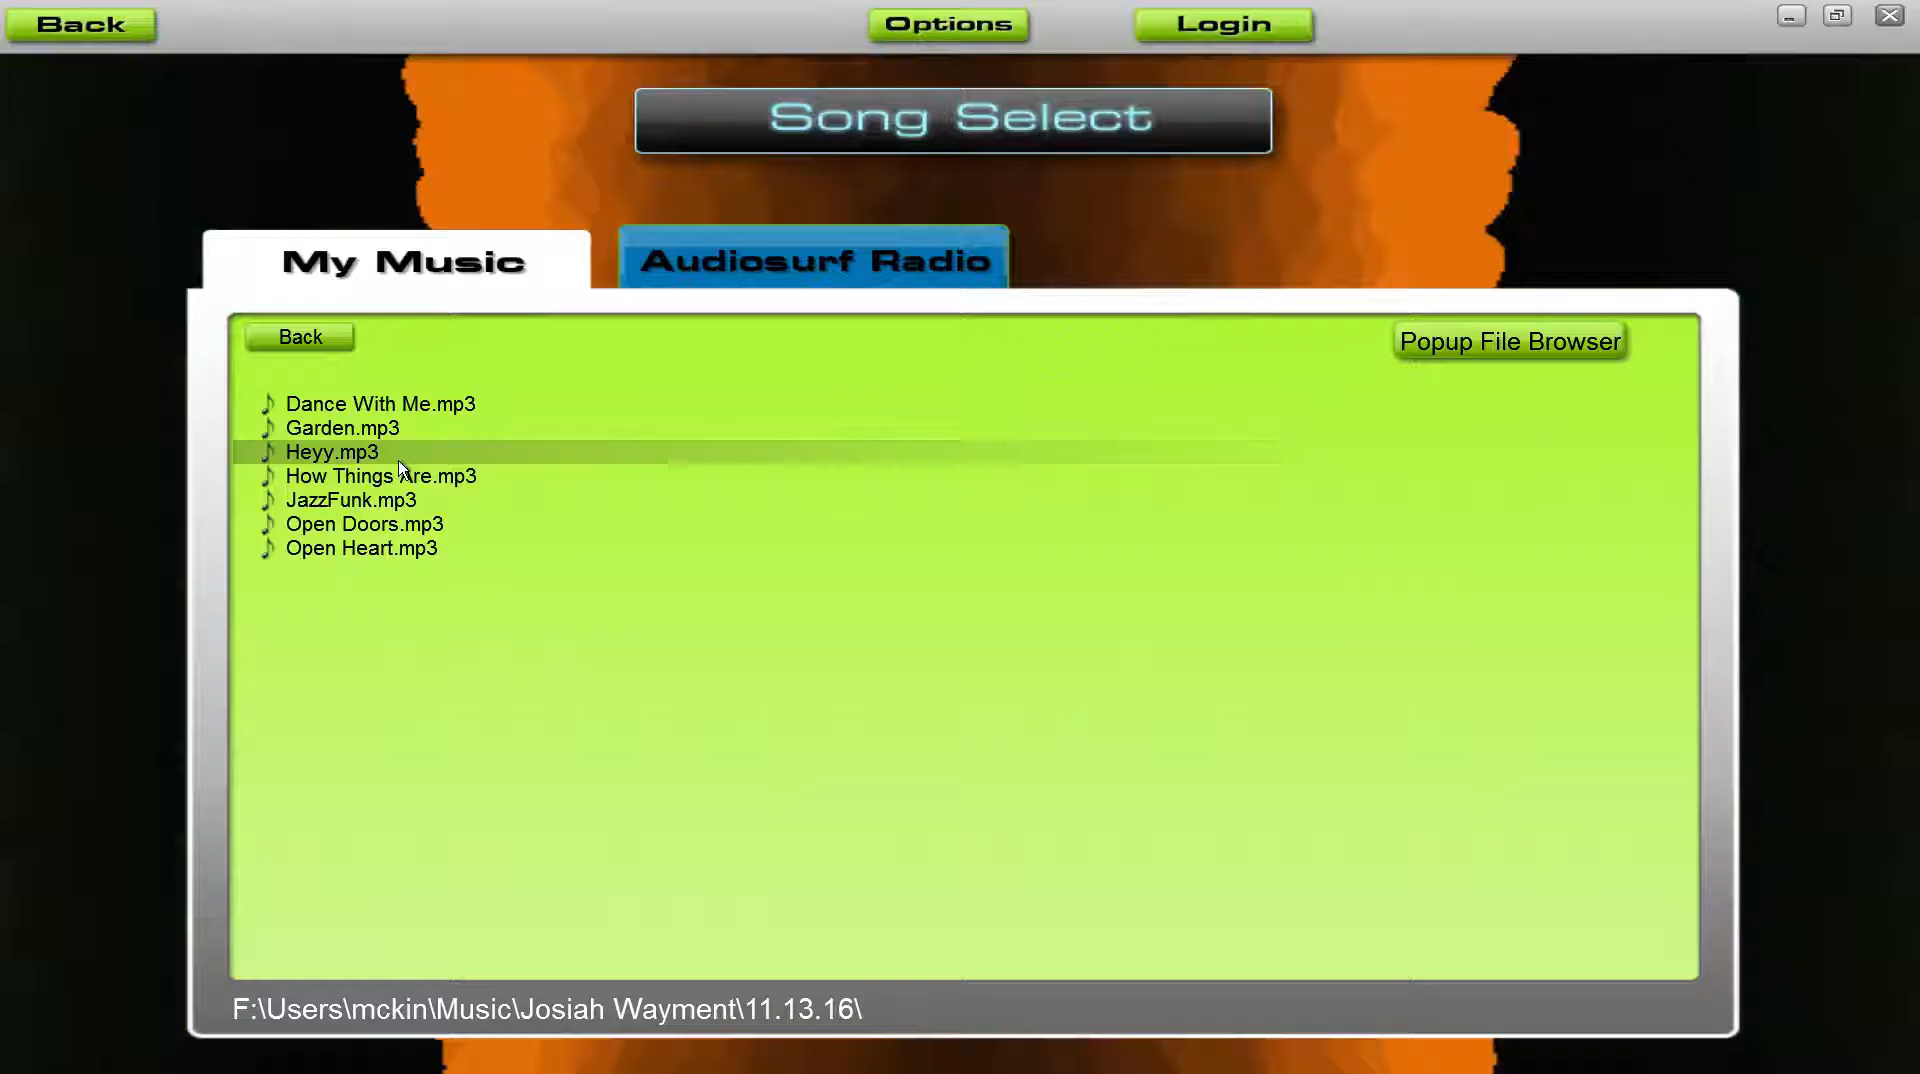 Back
Options
Login
Song Select
My Music
Audiosurf Radio
Back
Popup File Browser
Dance With Me.mp3
Garden.mp3
Heyy.mp3
How Things Are.mp3
JazzFunk.mp3
Open Doors.mp3
Open Heart.mp3
F:\Users\mckin\Music\Josiah Wayment\11.13.16\